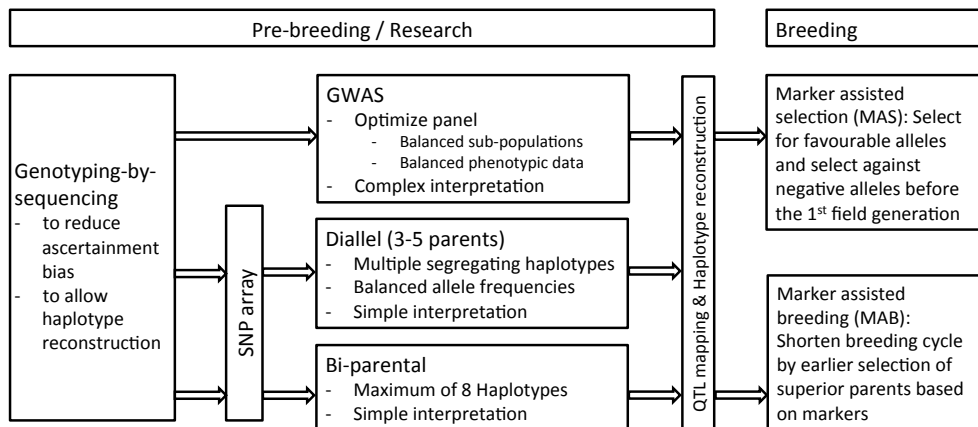 Pre-breeding / Research
Breeding
Genotyping-by-
sequencing
- to reduce
ascertainment
bias
- to allow
haplotype
reconstruction
SNP array
GWAS
- Optimize panel
- Balanced sub-populations
- Balanced phenotypic data
- Complex interpretation
Diallel (3-5 parents)
- Multiple segregating haplotypes
- Balanced allele frequencies
- Simple interpretation
Bi-parental
- Maximum of 8 Haplotypes
- Simple interpretation
QTL mapping & Haplotype reconstruction
Marker assisted
selection (MAS): Select
for favourable alleles
and select against
negative alleles before
the 1st field generation
Marker assisted
breeding (MAB):
Shorten breeding cycle
by earlier selection of
superior parents based
on markers